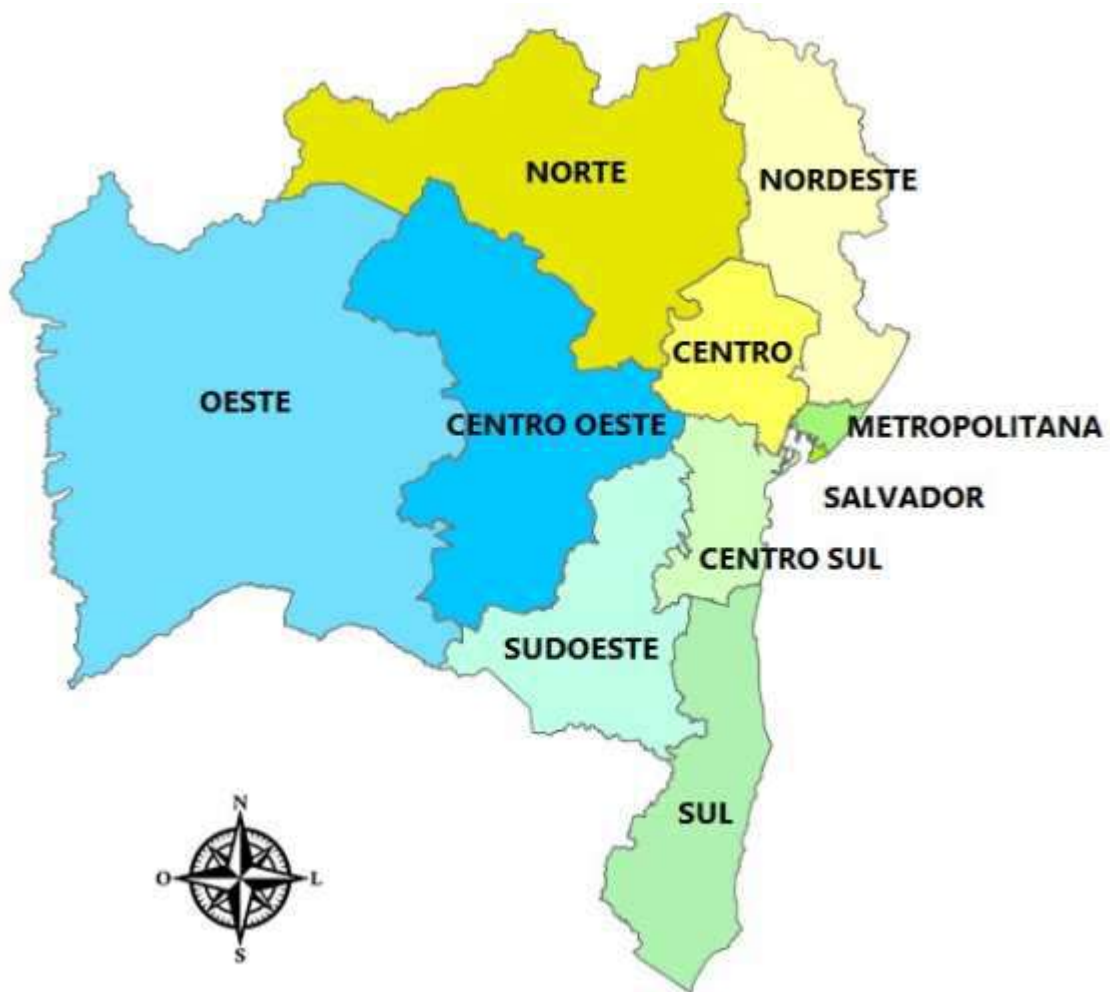 NORTE
NORDESTE
CENTRO
OESTE
CENTRO OESTE
METROPOLITANA
SALVADOR
CENTRO SUL
SUDOESTE
SUL
N
O
L
S